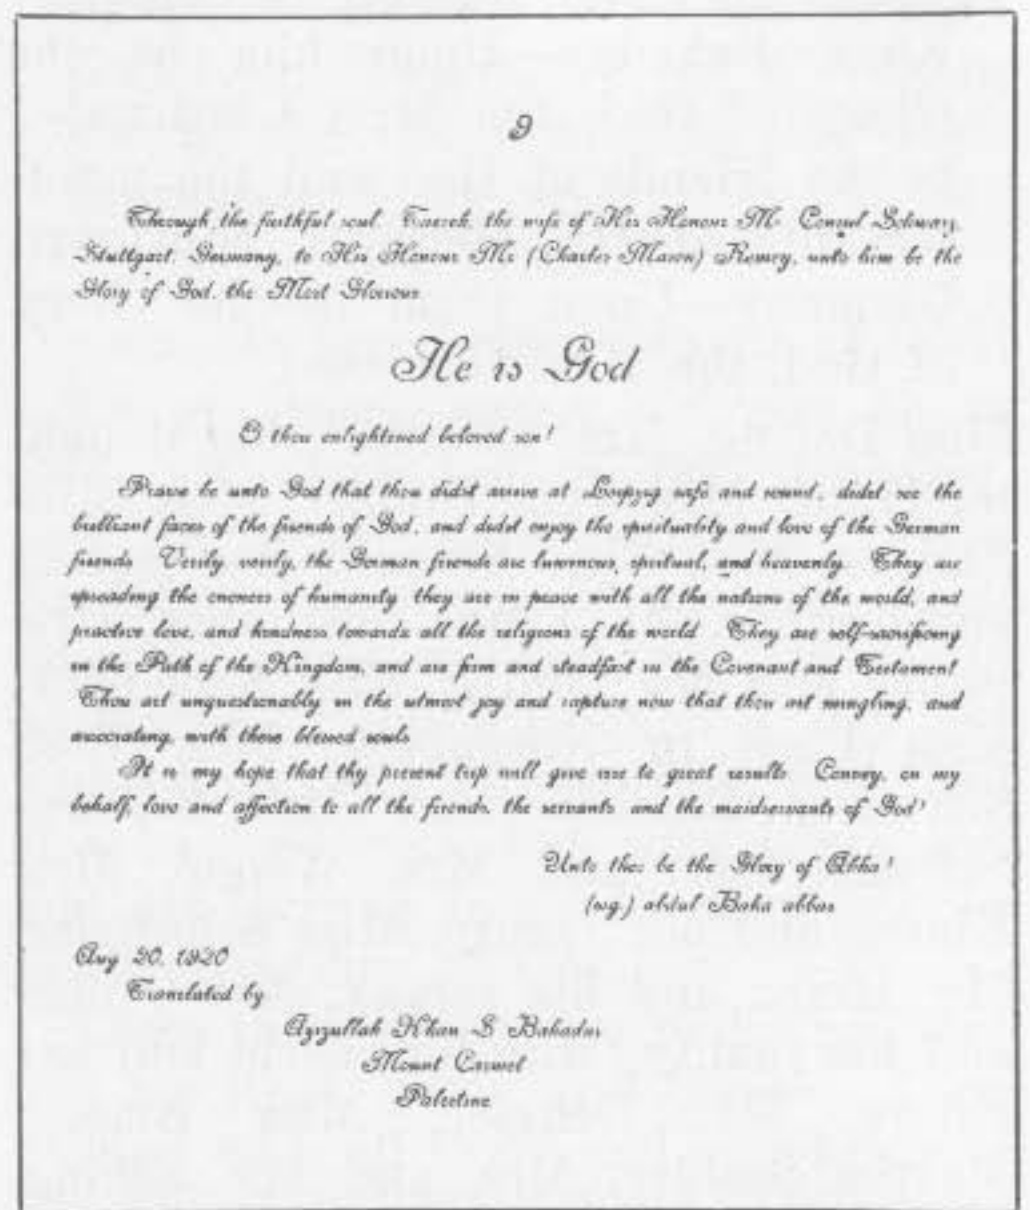 9
Through the faithful soul, Taereh, the wife of His Honour Mr. Consul Schwarz,
Stuttgart, Germany, to His Honour Mr. (Charles Mason) Remey, unto him be the
Glory of God, the Most Glorious.
He is God
O thou enlightened beloved son!
Praise be unto God that thou didst arrive at Leipzig safe and sound, didst see the
brilliant faces of the friends of God, and didst enjoy the spirituality and love of the German
friends. Verily, verily, the German friends are luminous, spiritual, and heavenly. They are
spreading the oneness of humanity, they are in peace with all the nations of the world, and
practise love, and kindness towards all the religions of the world. They are self-sacrificing
in the Path of the Kingdom, and are firm and steadfast in the Covenant and Testament!
Thou art unquestionably in the utmost joy and rapture now that thou art mingling, and
associating, with these blessed souls.
It is my hope that thy present trip will give rise to great results. Convey, on my
behalf, love and affection to all the friends, the servants and the maidservants of God!
Unto thee be the Glory of Abha!
(sig.) abdul Baha abbas
Aug 20, 1920
Translated by
Azizullah Khan S Bahadur
Mount Carmel
Palestine